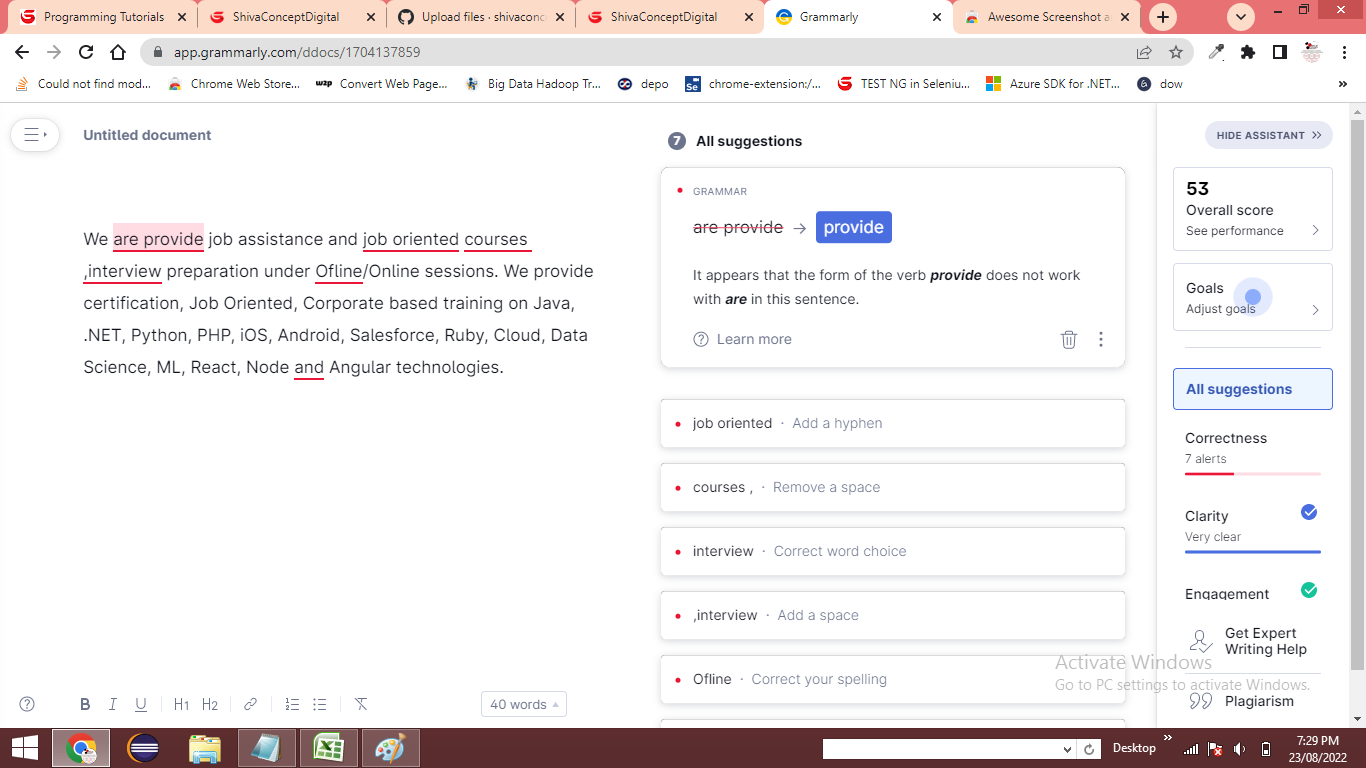 Programming Tutorials
ShivaConceptDigital
Upload files · shivaconc
ShivaConceptDigital
Grammarly
Awesome Screenshot a
app.grammarly.com/ddocs/1704137859
Could not find mod...
Chrome Web Store...
w2p Convert Web Page...
Big Data Hadoop Tr...
depo
Se chrome-extension:/...
TEST NG in Seleniu...
Azure SDK for .NET...
dow
»
Untitled document
We are provide job assistance and job oriented courses
,interview preparation under Ofline/Online sessions. We provide
certification, Job Oriented, Corporate based training on Java,
.NET, Python, PHP, iOS, Android, Salesforce, Ruby, Cloud, Data
Science, ML, React, Node and Angular technologies.
B I U H1 H2
40 words
7 All suggestions
GRAMMAR
are provide → provide
It appears that the form of the verb provide does not work
with are in this sentence.
Learn more
job oriented · Add a hyphen
courses , · Remove a space
interview · Correct word choice
,interview · Add a space
Ofline · Correct your spelling
HIDE ASSISTANT
53
Overall score
See performance
Goals
Adjust goals
All suggestions
Correctness
7 alerts
Clarity
Very clear
Engagement
Get Expert
Writing Help
Plagiarism
Activate Windows
Go to PC settings to activate Windows.
Desktop
7:29 PM
23/08/2022